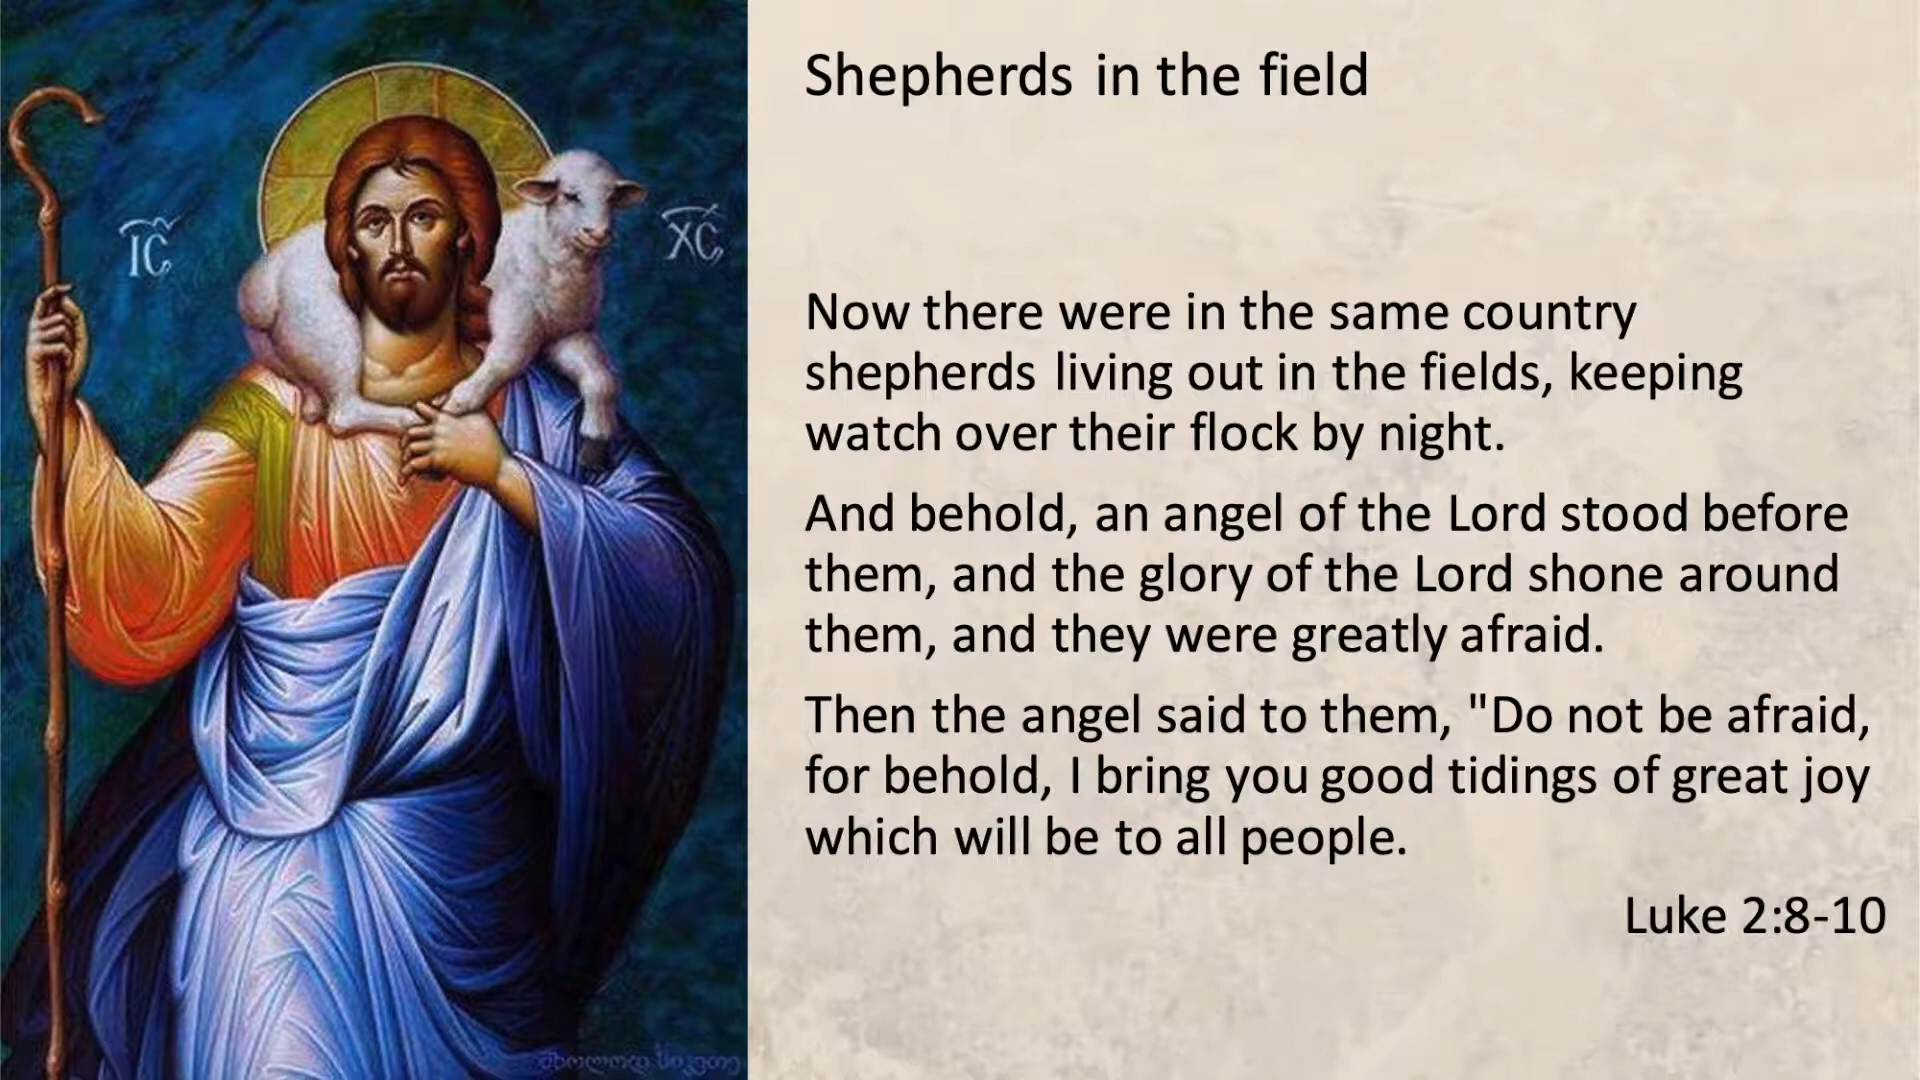 Shepherds in the field
ΙϹ
ΧϹ
Now there were in the same country
shepherds living out in the fields, keeping
watch over their flock by night.
And behold, an angel of the Lord stood before
them, and the glory of the Lord shone around
them, and they were greatly afraid.
Then the angel said to them, "Do not be afraid,
for behold, I bring you good tidings of great joy
which will be to all people.
Luke 2:8-10
მხოლოდ სიკეთე